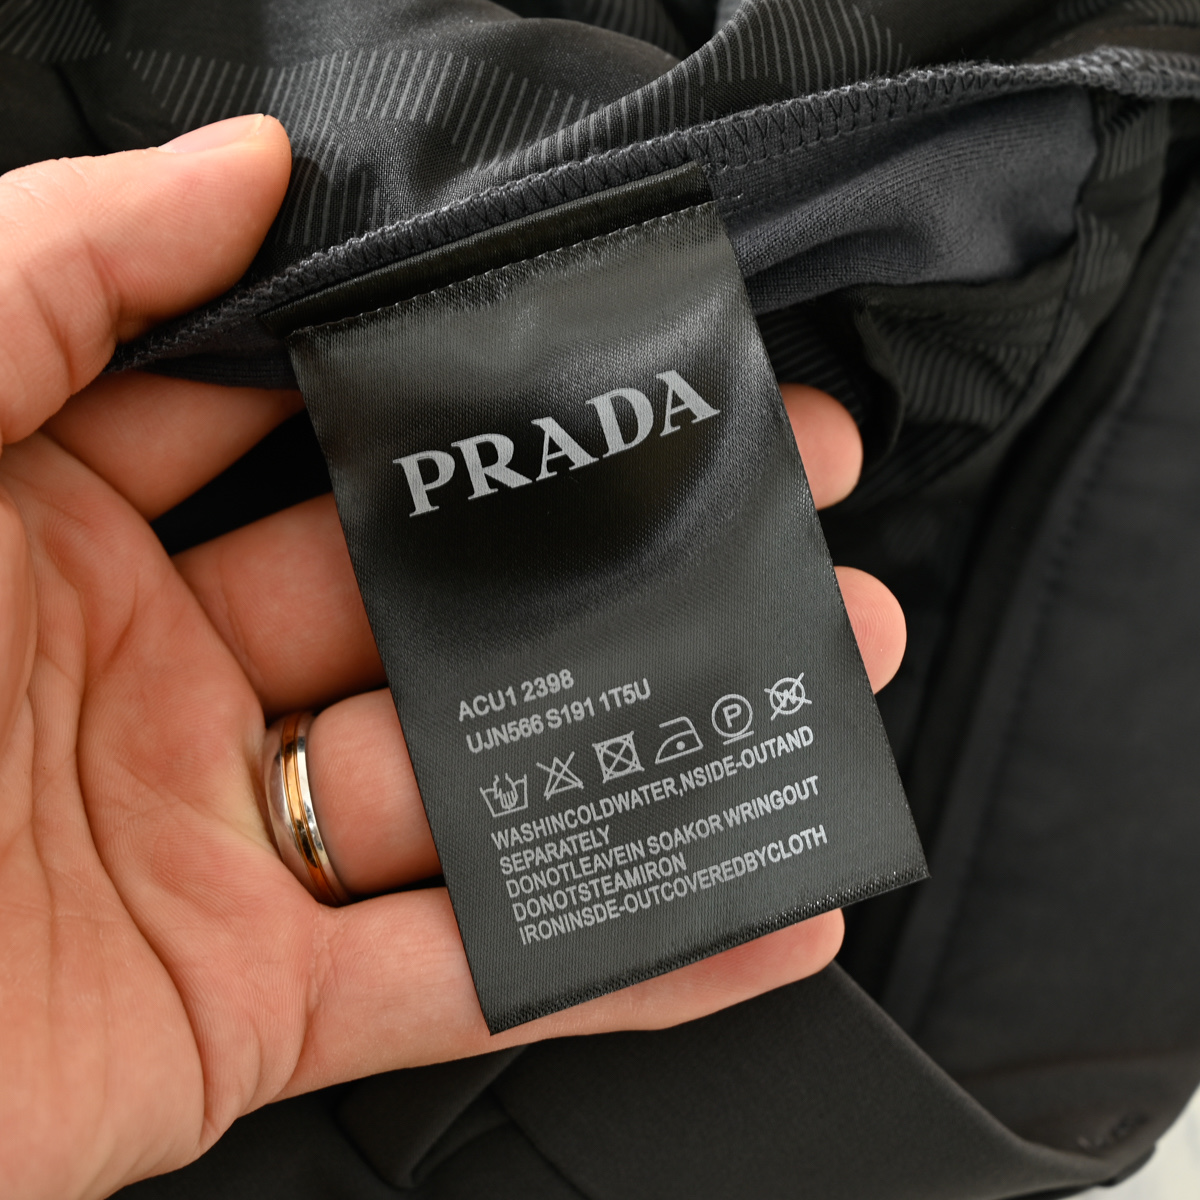 PRADA
ACU1 2398
UJN566 S191 1T5U
P
W
WASHINCOLDWATER,NSIDE-OUTAND
SEPARATELY
DONOTLEAVEIN SOAKOR WRINGOUT
DONOTSTEAMIRON
IRONINSDE-OUTCOVEREDBYCLOTH